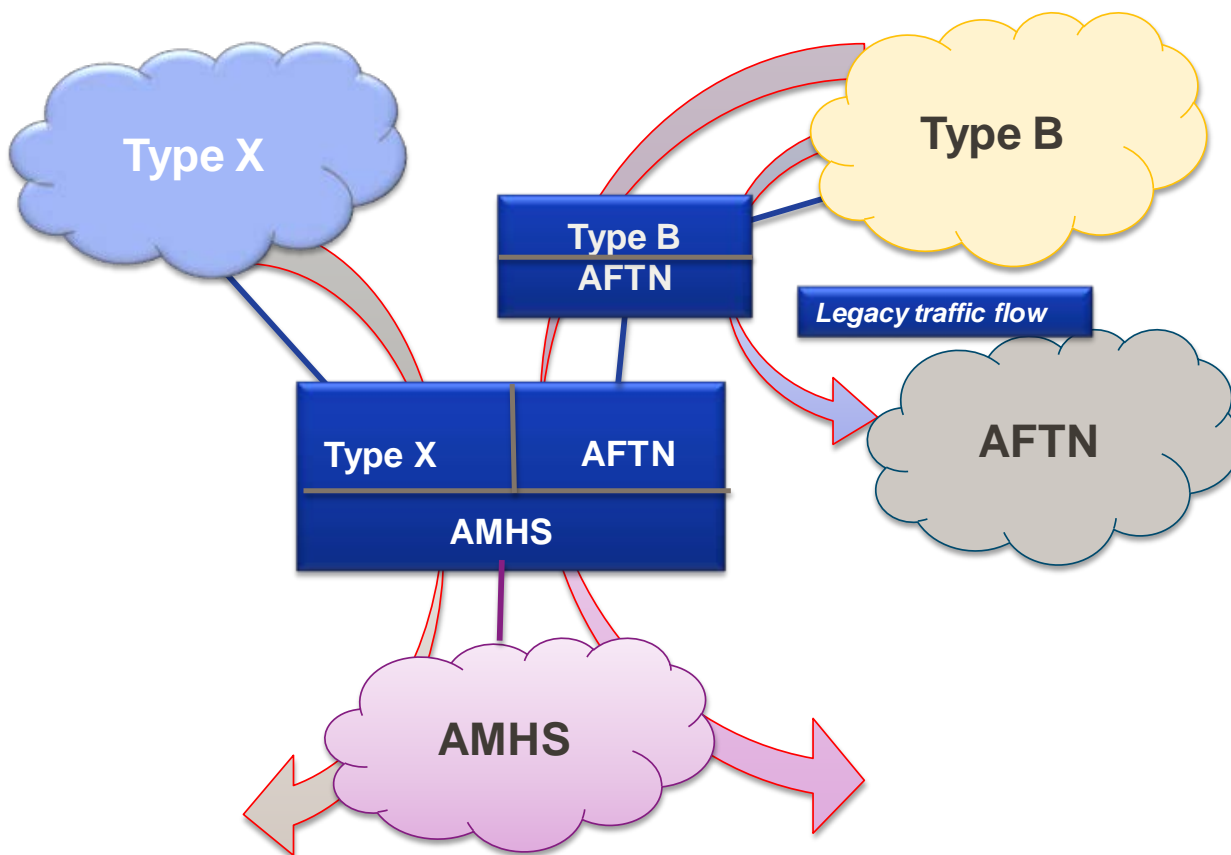 Type X
Type B
Type B
AFTN
Legacy traffic flow
AFTN
Type X
AFTN
AMHS
AMHS